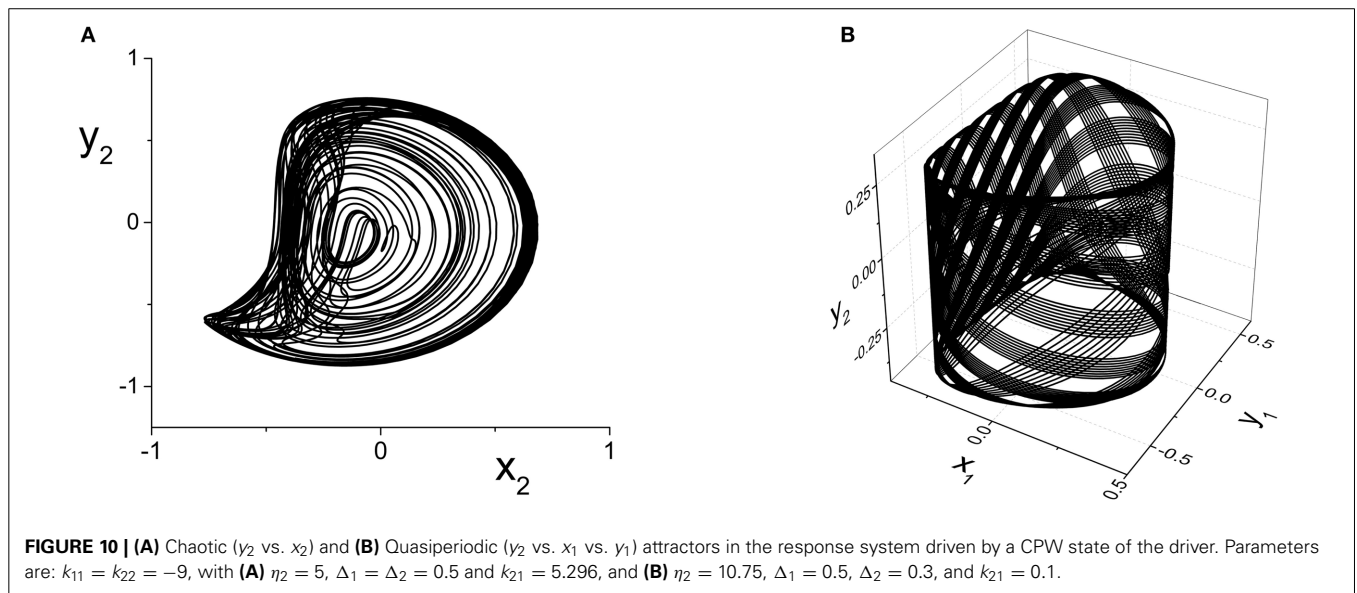 A
B
1
y₂
0
-1
-1
0
1
x₂
0.25
0.00
-0.25
y₂
0.0
0.5
x₁
-0.5
0.0
-0.5
y₁
FIGURE 10 | (A) Chaotic (y₂ vs. x₂) and (B) Quasiperiodic (y₂ vs. x₁ vs. y₁) attractors in the response system driven by a CPW state of the driver. Parameters
are: k₁₁ = k₂₂ = −9, with (A) η₂ = 5, Δ₁ = Δ₂ = 0.5 and k₂₁ = 5.296, and (B) η₂ = 10.75, Δ₁ = 0.5, Δ₂ = 0.3, and k₂₁ = 0.1.